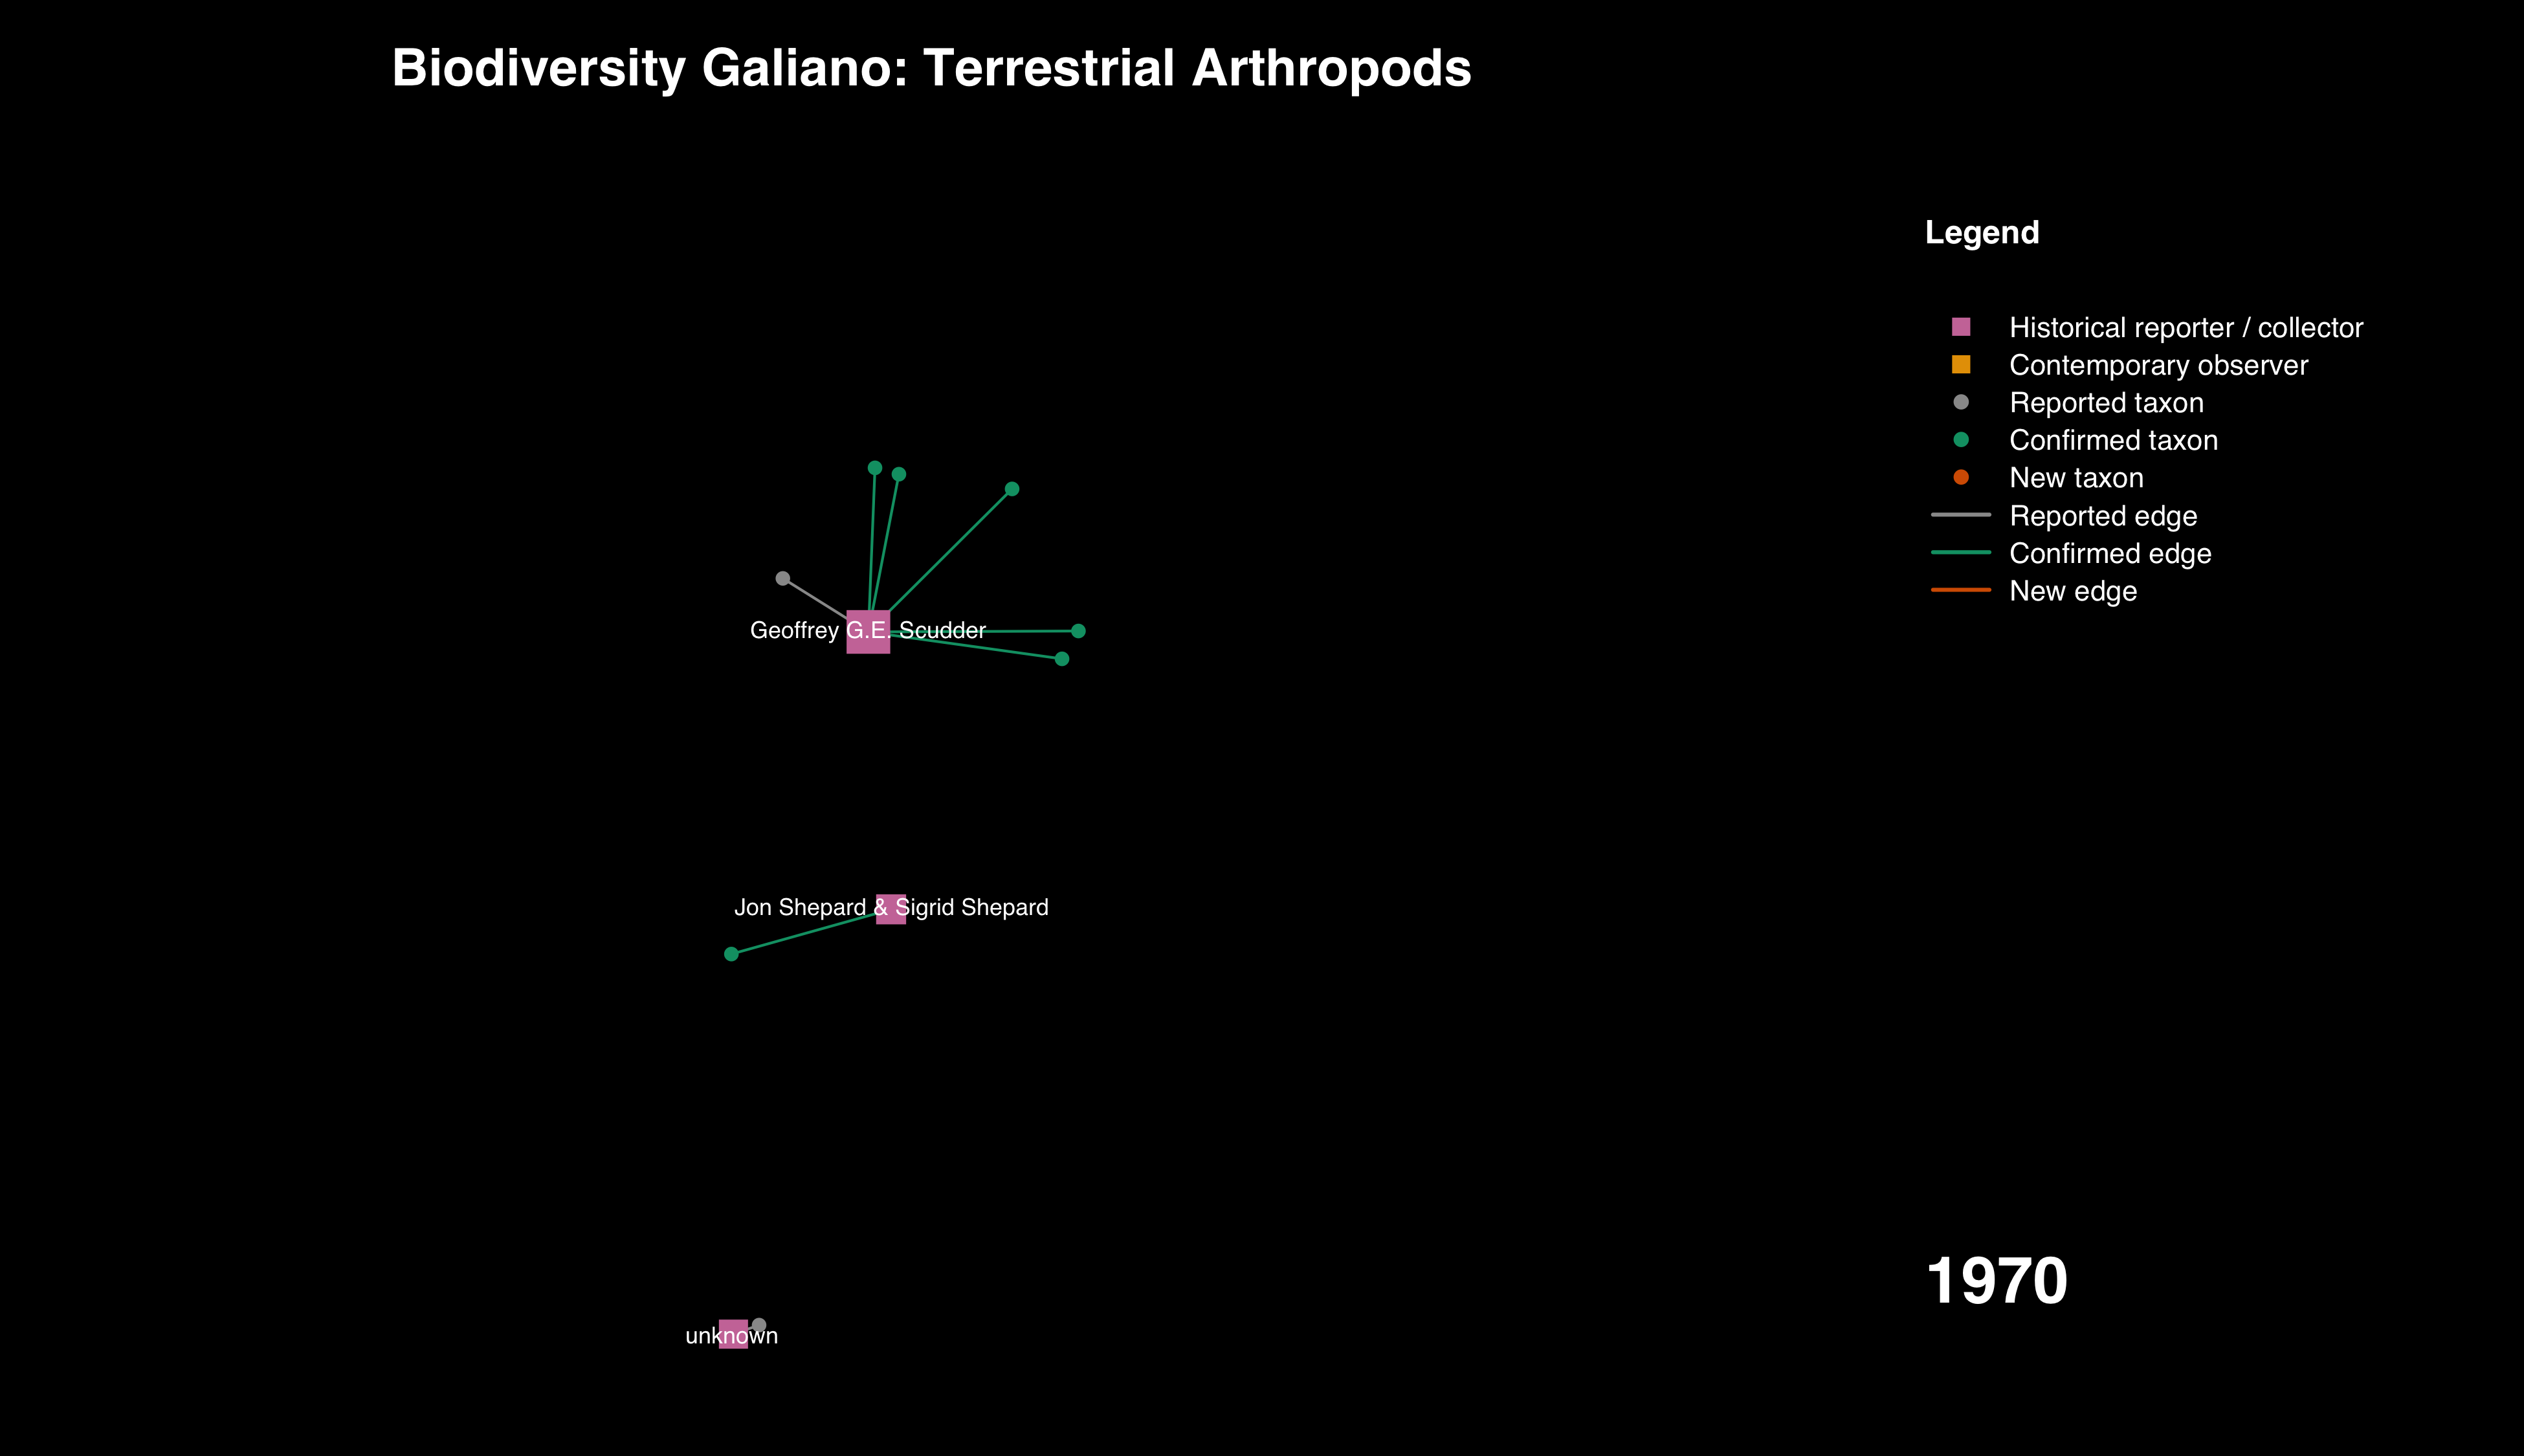 Biodiversity Galiano: Terrestrial Arthropods
Legend
Historical reporter / collector
Contemporary observer
Reported taxon
Confirmed taxon
New taxon
Reported edge
Confirmed edge
New edge
Geoffrey G.E. Scudder
Jon Shepard & Sigrid Shepard
1970
unknown